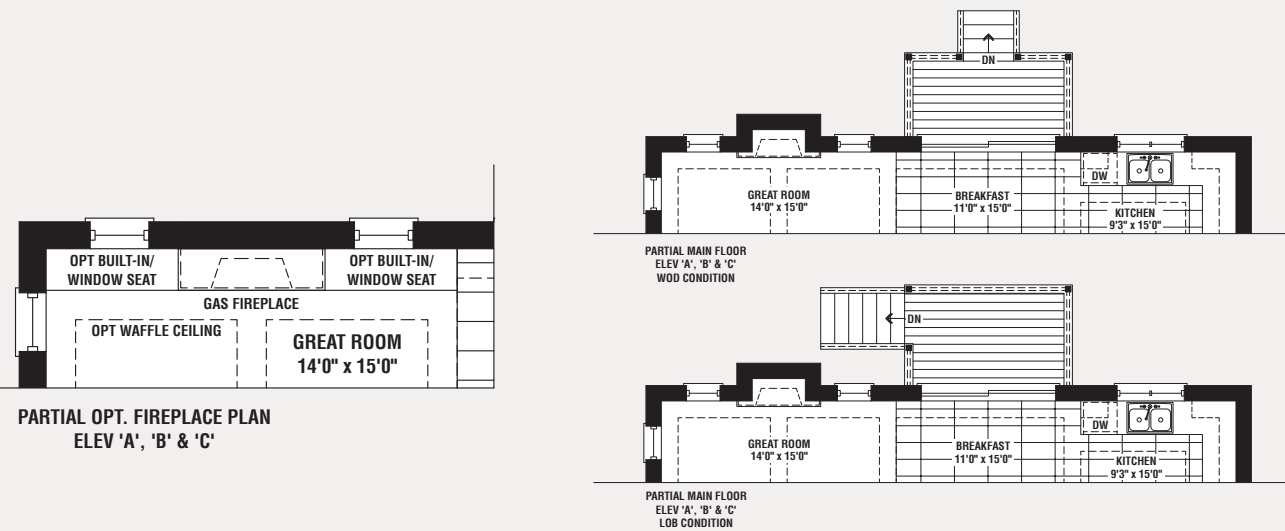 OPT BUILT-IN/
WINDOW SEAT
OPT BUILT-IN/
WINDOW SEAT
GAS FIREPLACE
OPT WAFFLE CEILING
GREAT ROOM
14'0" x 15'0"
PARTIAL OPT. FIREPLACE PLAN
ELEV 'A', 'B' & 'C'
DN
GREAT ROOM
14'0" x 15'0"
BREAKFAST
11'0" x 15'0"
DW
KITCHEN
9'3" x 15'0"
PARTIAL MAIN FLOOR
ELEV 'A', 'B' & 'C'
WOD CONDITION
DN
GREAT ROOM
14'0" x 15'0"
BREAKFAST
11'0" x 15'0"
DW
KITCHEN
9'3" x 15'0"
PARTIAL MAIN FLOOR
ELEV 'A', 'B' & 'C'
LOB CONDITION